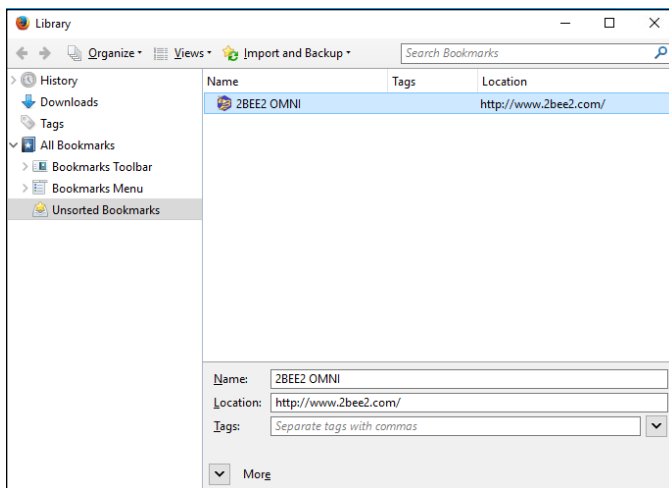 Library
Organize Views Import and Backup Search Bookmarks
History
Downloads
Tags
All Bookmarks
Bookmarks Toolbar
Bookmarks Menu
Unsorted Bookmarks
Name Tags Location
2BEE2 OMNI http://www.2bee2.com/
Name: 2BEE2 OMNI
Location: http://www.2bee2.com/
Tags: Separate tags with commas
More